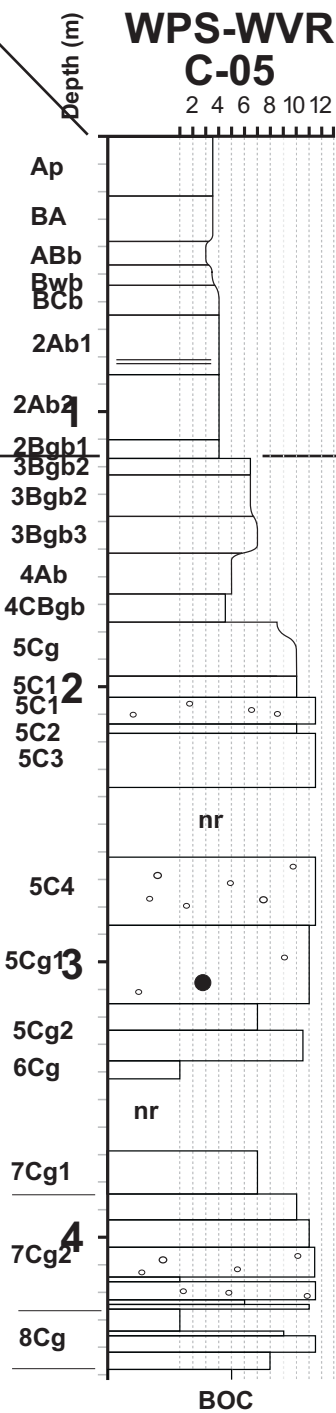 WPS-WVR
C-05
Depth (m)
2 4 6 8 10 12
Ap
BA
ABb
Bwb
BCb
2Ab1
2Ab2
1
2Bgb1
3Bgb2
3Bgb2
3Bgb3
4Ab
4CBgb
5Cg
5C1
2
5C1
5C2
5C3
nr
5C4
5Cg1
3
5Cg2
6Cg
nr
7Cg1
4
7Cg2
8Cg
BOC